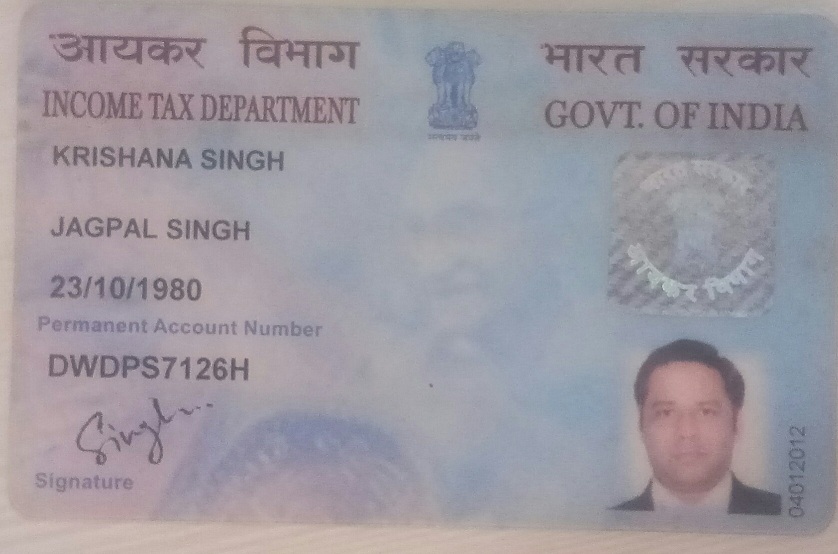 आयकर विभाग
भारत सरकार
INCOME TAX DEPARTMENT
GOVT. OF INDIA
सत्यमेव जयते
KRISHANA SINGH
भारत सरकार
आयकर विभाग
JAGPAL SINGH
23/10/1980
Permanent Account Number
DWDPS7126H
Singh
Signature
04012012